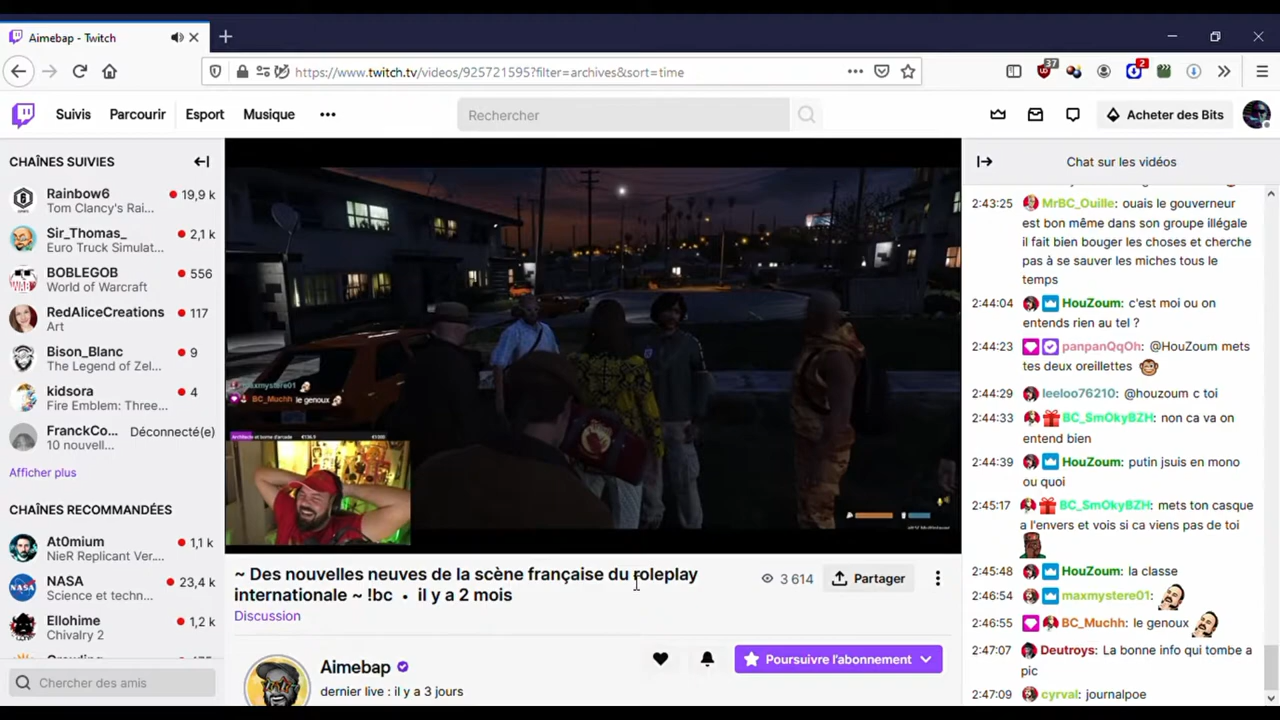 Aimebap - Twitch
https://www.twitch.tv/videos/925721595?filter=archives&sort=time
37
2
Suivis
Parcourir
Esport
Musique
Rechercher
Acheter des Bits
CHAÎNES SUIVIES
Rainbow6
19,9 k
Tom Clancy's Rai...
Sir_Thomas_
2,1 k
Euro Truck Simulat...
BOBLEGOB
556
World of Warcraft
RedAliceCreations
117
Art
Bison_Blanc
9
The Legend of Zel...
kidsora
4
Fire Emblem: Three...
FranckCo...
Déconnecté(e)
10 nouvell...
Afficher plus
CHAÎNES RECOMMANDÉES
At0mium
1,1 k
NieR Replicant Ver....
NASA
23,4 k
Science et techn...
Ellohime
1,2 k
Chivalry 2
Chercher des amis
maxmystere01
BC_Muchh le genoux
~ Des nouvelles neuves de la scène française du roleplay
internationale ~ !bc • il y a 2 mois
Discussion
3 614
Partager
Aimebap
dernier live : il y a 3 jours
Poursuivre l'abonnement
Chat sur les vidéos
2:43:25 MrBC_Ouille: ouais le gouverneur
est bon même dans son groupe illégale
il fait bien bouger les choses et cherche
pas à se sauver les miches tous le
temps
2:44:04 HouZoum: c'est moi ou on
entends rien au tel ?
2:44:23 panpanQqOh: @HouZoum mets
tes deux oreillettes
2:44:29 leeloo76210: @houzoum c toi
2:44:33 BC_SmOkyBZH: non ca va on
entend bien
2:44:39 HouZoum: putin jsuis en mono
ou quoi
2:45:17 BC_SmOkyBZH: mets ton casque
a l'envers et vois si ca viens pas de toi
2:45:48 HouZoum: la classe
2:46:54 maxmystere01:
2:46:55 BC_Muchh: le genoux
2:47:07 Deutroys: La bonne info qui tombe a
pic
2:47:09 cyrval: journalpoe